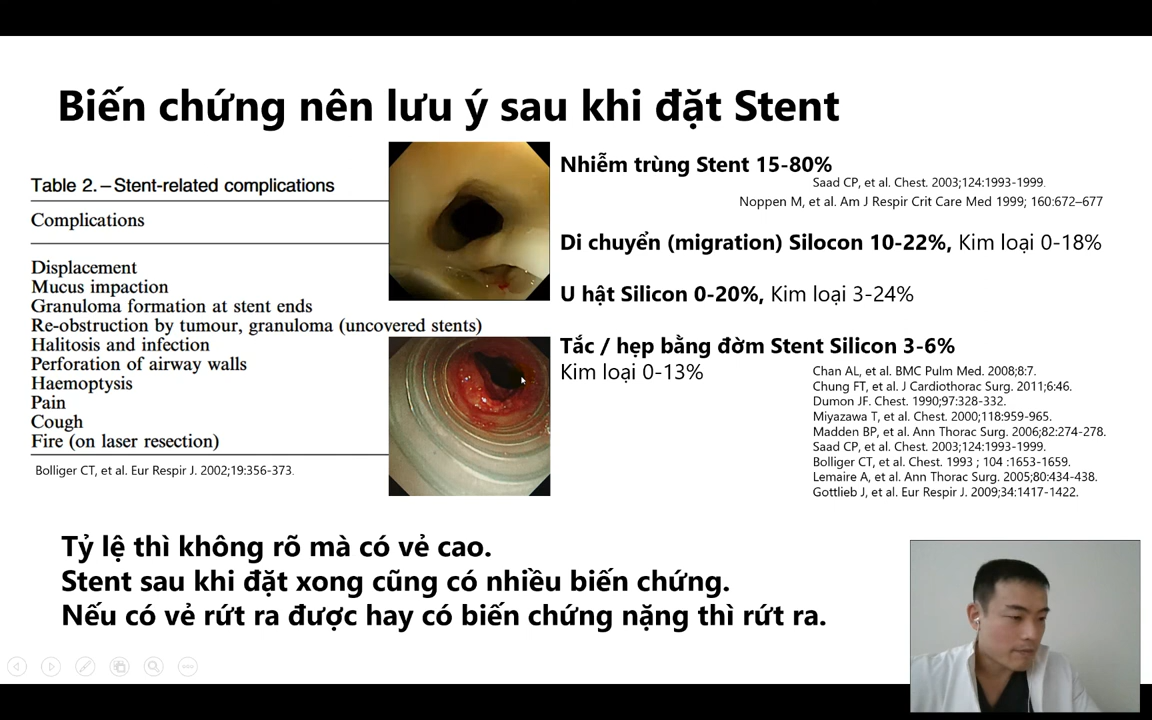 Biến chứng nên lưu ý sau khi đặt Stent
Table 2. – Stent-related complications
Complications
Displacement
Mucus impaction
Granuloma formation at stent ends
Re-obstruction by tumour, granuloma (uncovered stents)
Halitosis and infection
Perforation of airway walls
Haemoptysis
Pain
Cough
Fire (on laser resection)
Bolliger CT, et al. Eur Respir J. 2002;19:356-373.
Nhiễm trùng Stent 15-80%
Saad CP, et al. Chest. 2003;124:1993-1999.
Noppen M, et al. Am J Respir Crit Care Med 1999; 160:672–677
Di chuyển (migration) Silocon 10-22%, Kim loại 0-18%
U hật Silicon 0-20%, Kim loại 3-24%
Tắc / hẹp bằng đờm Stent Silicon 3-6%
Kim loại 0-13%
Chan AL, et al. BMC Pulm Med. 2008;8:7.
Chung FT, et al. J Cardiothorac Surg. 2011;6:46.
Dumon JF. Chest. 1990;97:328-332.
Miyazawa T, et al. Chest. 2000;118:959-965.
Madden BP, et al. Ann Thorac Surg. 2006;82:274-278.
Saad CP, et al. Chest. 2003;124:1993-1999.
Bolliger CT, et al. Chest. 1993 ; 104 :1653-1659.
Lemaire A, et al. Ann Thorac Surg. 2005;80:434-438.
Gottlieb J, et al. Eur Respir J. 2009;34:1417-1422.
Tỷ lệ thì không rõ mà có vẻ cao.
Stent sau khi đặt xong cũng có nhiều biến chứng.
Nếu có vẻ rứt ra được hay có biến chứng nặng thì rứt ra.